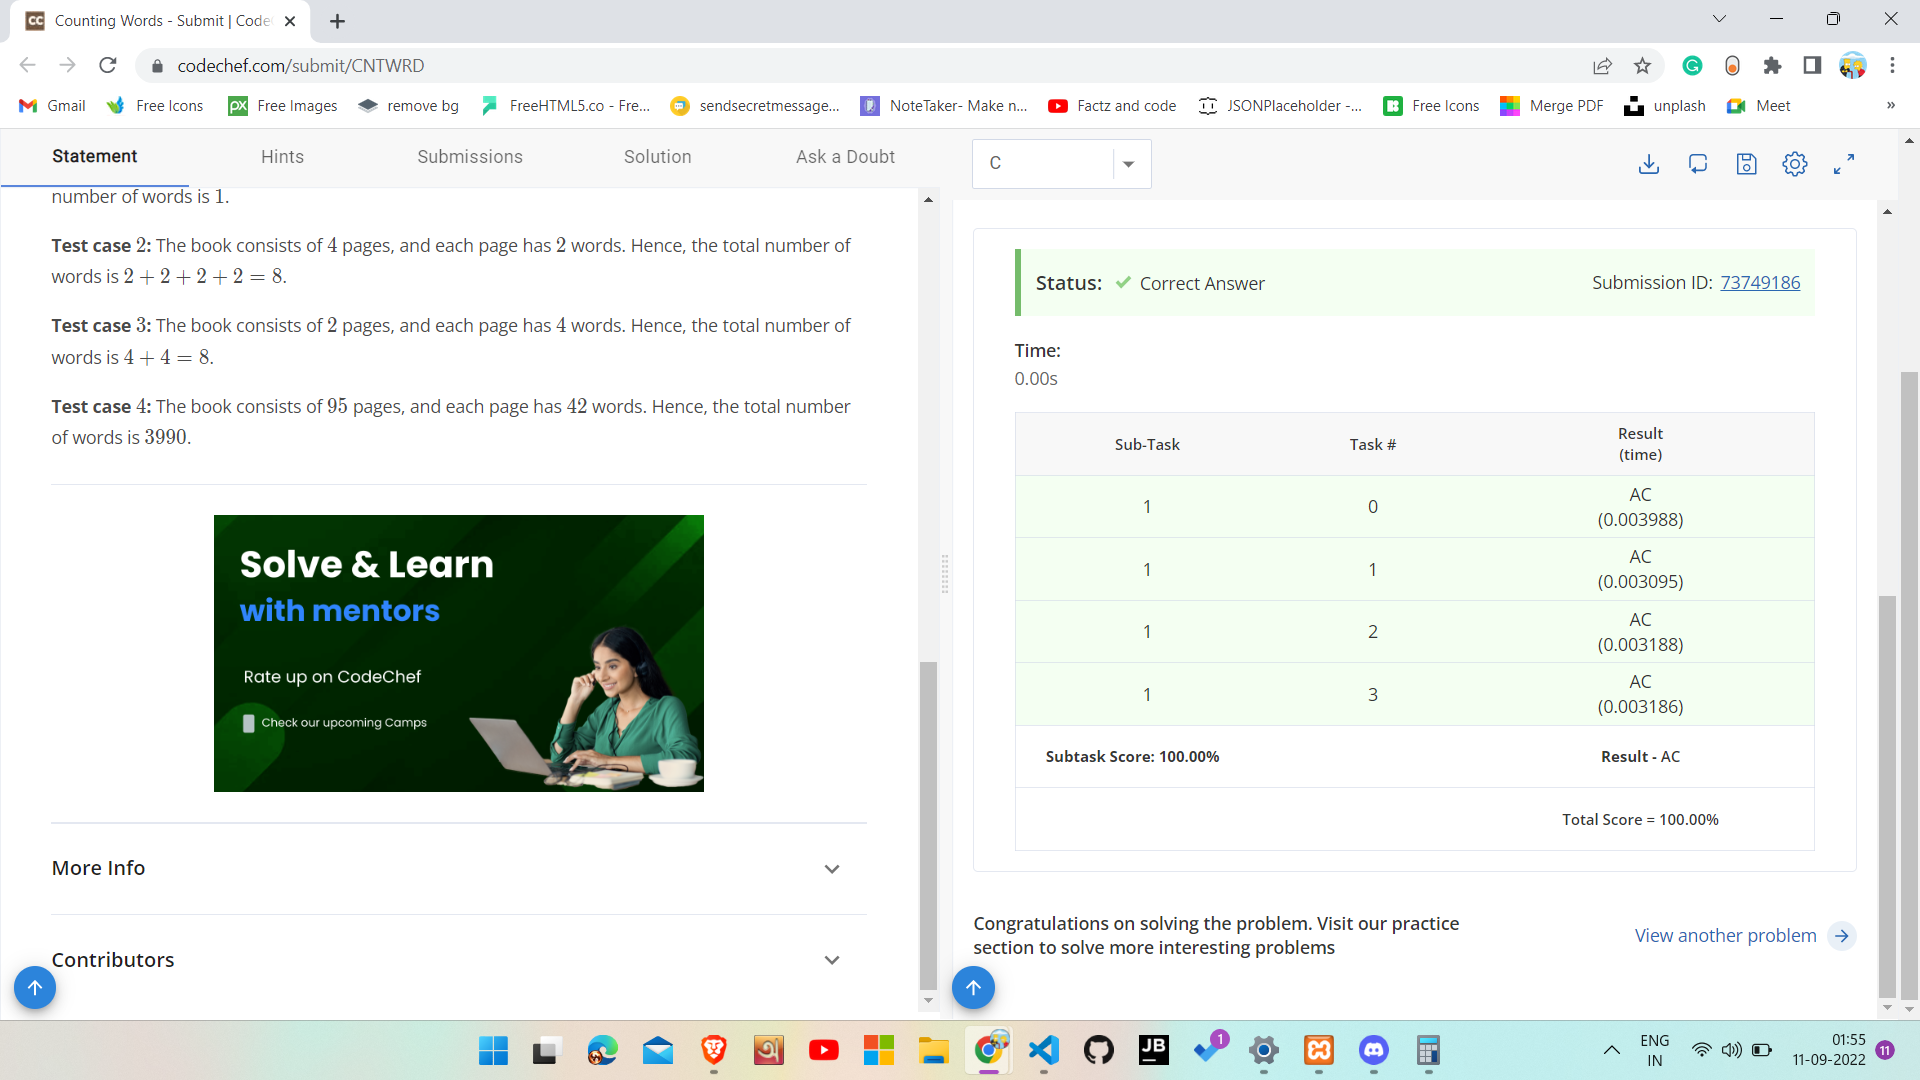 Counting Words - Submit | Code
codechef.com/submit/CNTWRD
Gmail
Free Icons
Free Images
remove bg
FreeHTML5.co - Fre...
sendsecretmessage...
NoteTaker- Make n...
Factz and code
JSONPlaceholder -...
Free Icons
Merge PDF
unplash
Meet
»
Statement
Hints
Submissions
Solution
Ask a Doubt
number of words is 1.
Test case 2: The book consists of 4 pages, and each page has 2 words. Hence, the total number of
words is 2 + 2 + 2 + 2 = 8.
Test case 3: The book consists of 2 pages, and each page has 4 words. Hence, the total number of
words is 4 + 4 = 8.
Test case 4: The book consists of 95 pages, and each page has 42 words. Hence, the total number
of words is 3990.
Solve & Learn
with mentors
Rate up on CodeChef
Check our upcoming Camps
More Info
Contributors
C
Status: Correct Answer
Submission ID: 73749186
Time:
0.00s
Sub-Task
Task #
Result
(time)
1
0
AC
(0.003988)
1
1
AC
(0.003095)
1
2
AC
(0.003188)
1
3
AC
(0.003186)
Subtask Score: 100.00%
Result - AC
Total Score = 100.00%
Congratulations on solving the problem. Visit our practice
section to solve more interesting problems
View another problem
JB
1
ENG
IN
01:55
11-09-2022
11